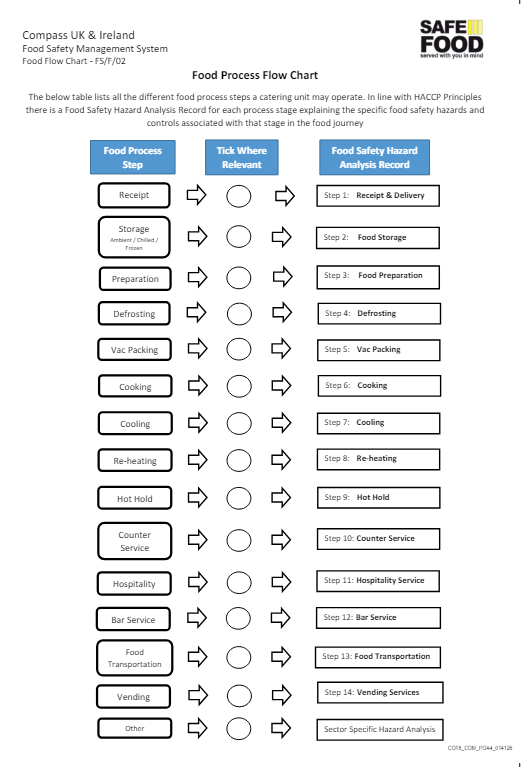 Compass UK & Ireland
Food Safety Management System
Food Flow Chart - FS/F/02
SAFE
FOOD
served with you in mind
Food Process Flow Chart
The below table lists all the different food process steps a catering unit may operate. In line with HACCP Principles
there is a Food Safety Hazard Analysis Record for each process stage explaining the specific food safety hazards and
controls associated with that stage in the food journey
Food Process
Step
Tick Where
Relevant
Food Safety Hazard
Analysis Record
Receipt
Step 1: Receipt & Delivery
Storage
Ambient / Chilled /
Frozen
Step 2: Food Storage
Preparation
Step 3: Food Preparation
Defrosting
Step 4: Defrosting
Vac Packing
Step 5: Vac Packing
Cooking
Step 6: Cooking
Cooling
Step 7: Cooling
Re-heating
Step 8: Re-heating
Hot Hold
Step 9: Hot Hold
Counter
Service
Step 10: Counter Service
Hospitality
Step 11: Hospitality Service
Bar Service
Step 12: Bar Service
Food
Transportation
Step 13: Food Transportation
Vending
Step 14: Vending Services
Other
Sector Specific Hazard Analysis